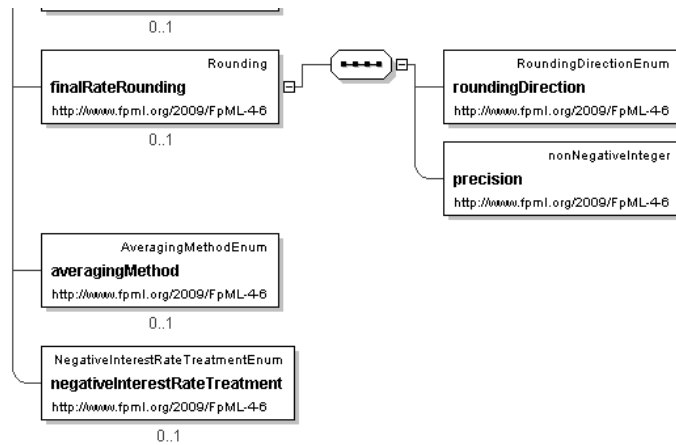 0..1
Rounding
finalRateRounding
http://www.fpml.org/2009/FpML-4-6
0..1
RoundingDirectionEnum
roundingDirection
http://www.fpml.org/2009/FpML-4-6
nonNegativeInteger
precision
http://www.fpml.org/2009/FpML-4-6
AveragingMethodEnum
averagingMethod
http://www.fpml.org/2009/FpML-4-6
0..1
NegativeInterestRateTreatmentEnum
negativeInterestRateTreatment
http://www.fpml.org/2009/FpML-4-6
0..1